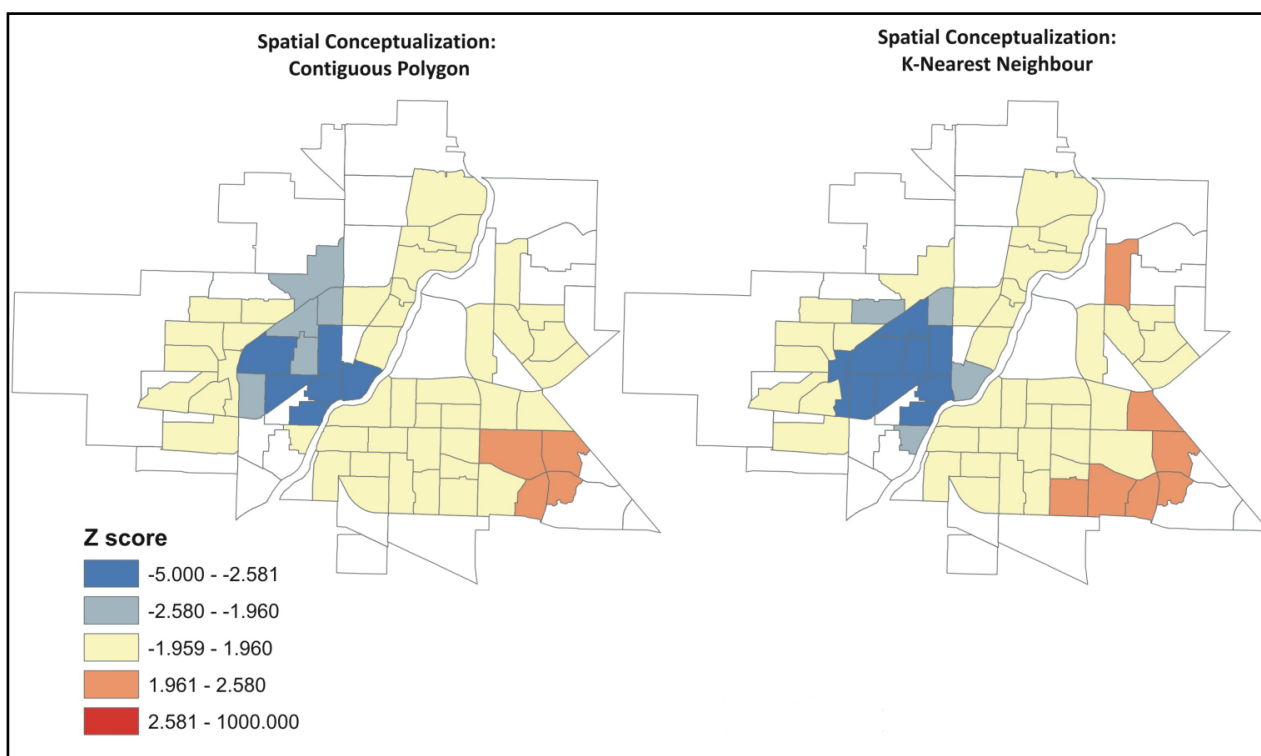 Spatial Conceptualization:
Contiguous Polygon
Spatial Conceptualization:
K-Nearest Neighbour
Z score
-5.000 - -2.581
-2.580 - -1.960
-1.959 - 1.960
1.961 - 2.580
2.581 - 1000.000